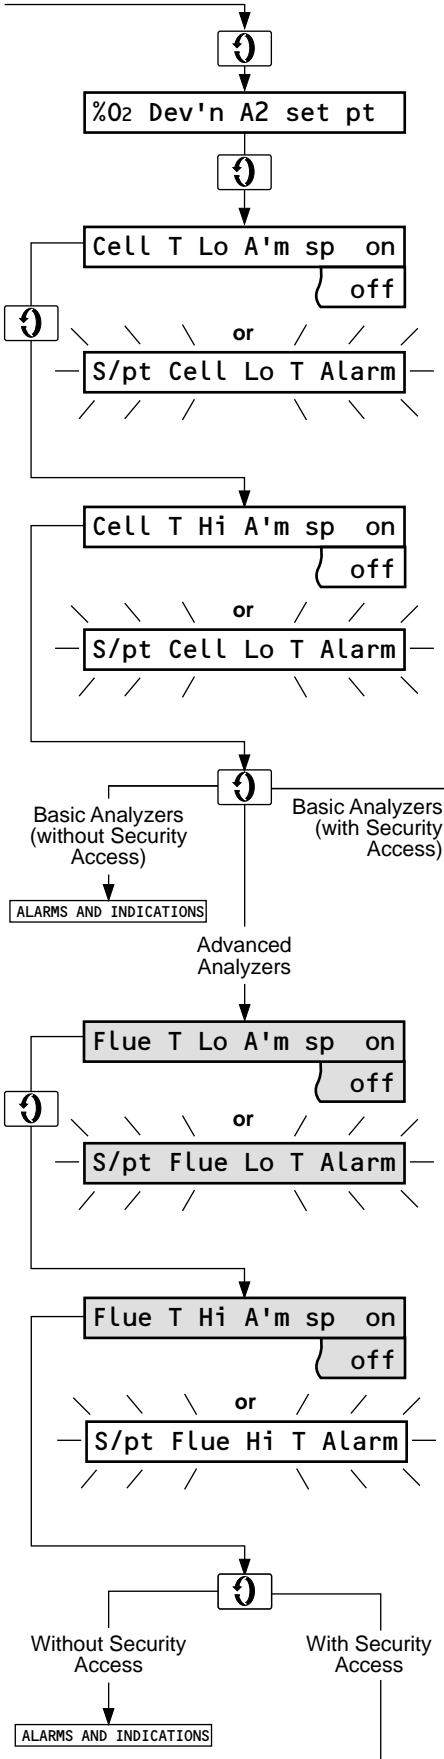 %O2 Dev'n A2 set pt
Cell T Lo A'm sp on
off
or
S/pt Cell Lo T Alarm
Cell T Hi A'm sp on
off
or
S/pt Cell Lo T Alarm
Basic Analyzers
(without Security
Access)
Basic Analyzers
(with Security
Access)
ALARMS AND INDICATIONS
Advanced
Analyzers
Flue T Lo A'm sp on
off
or
S/pt Flue Lo T Alarm
Flue T Hi A'm sp on
off
or
S/pt Flue Hi T Alarm
Without Security
Access
With Security
Access
ALARMS AND INDICATIONS